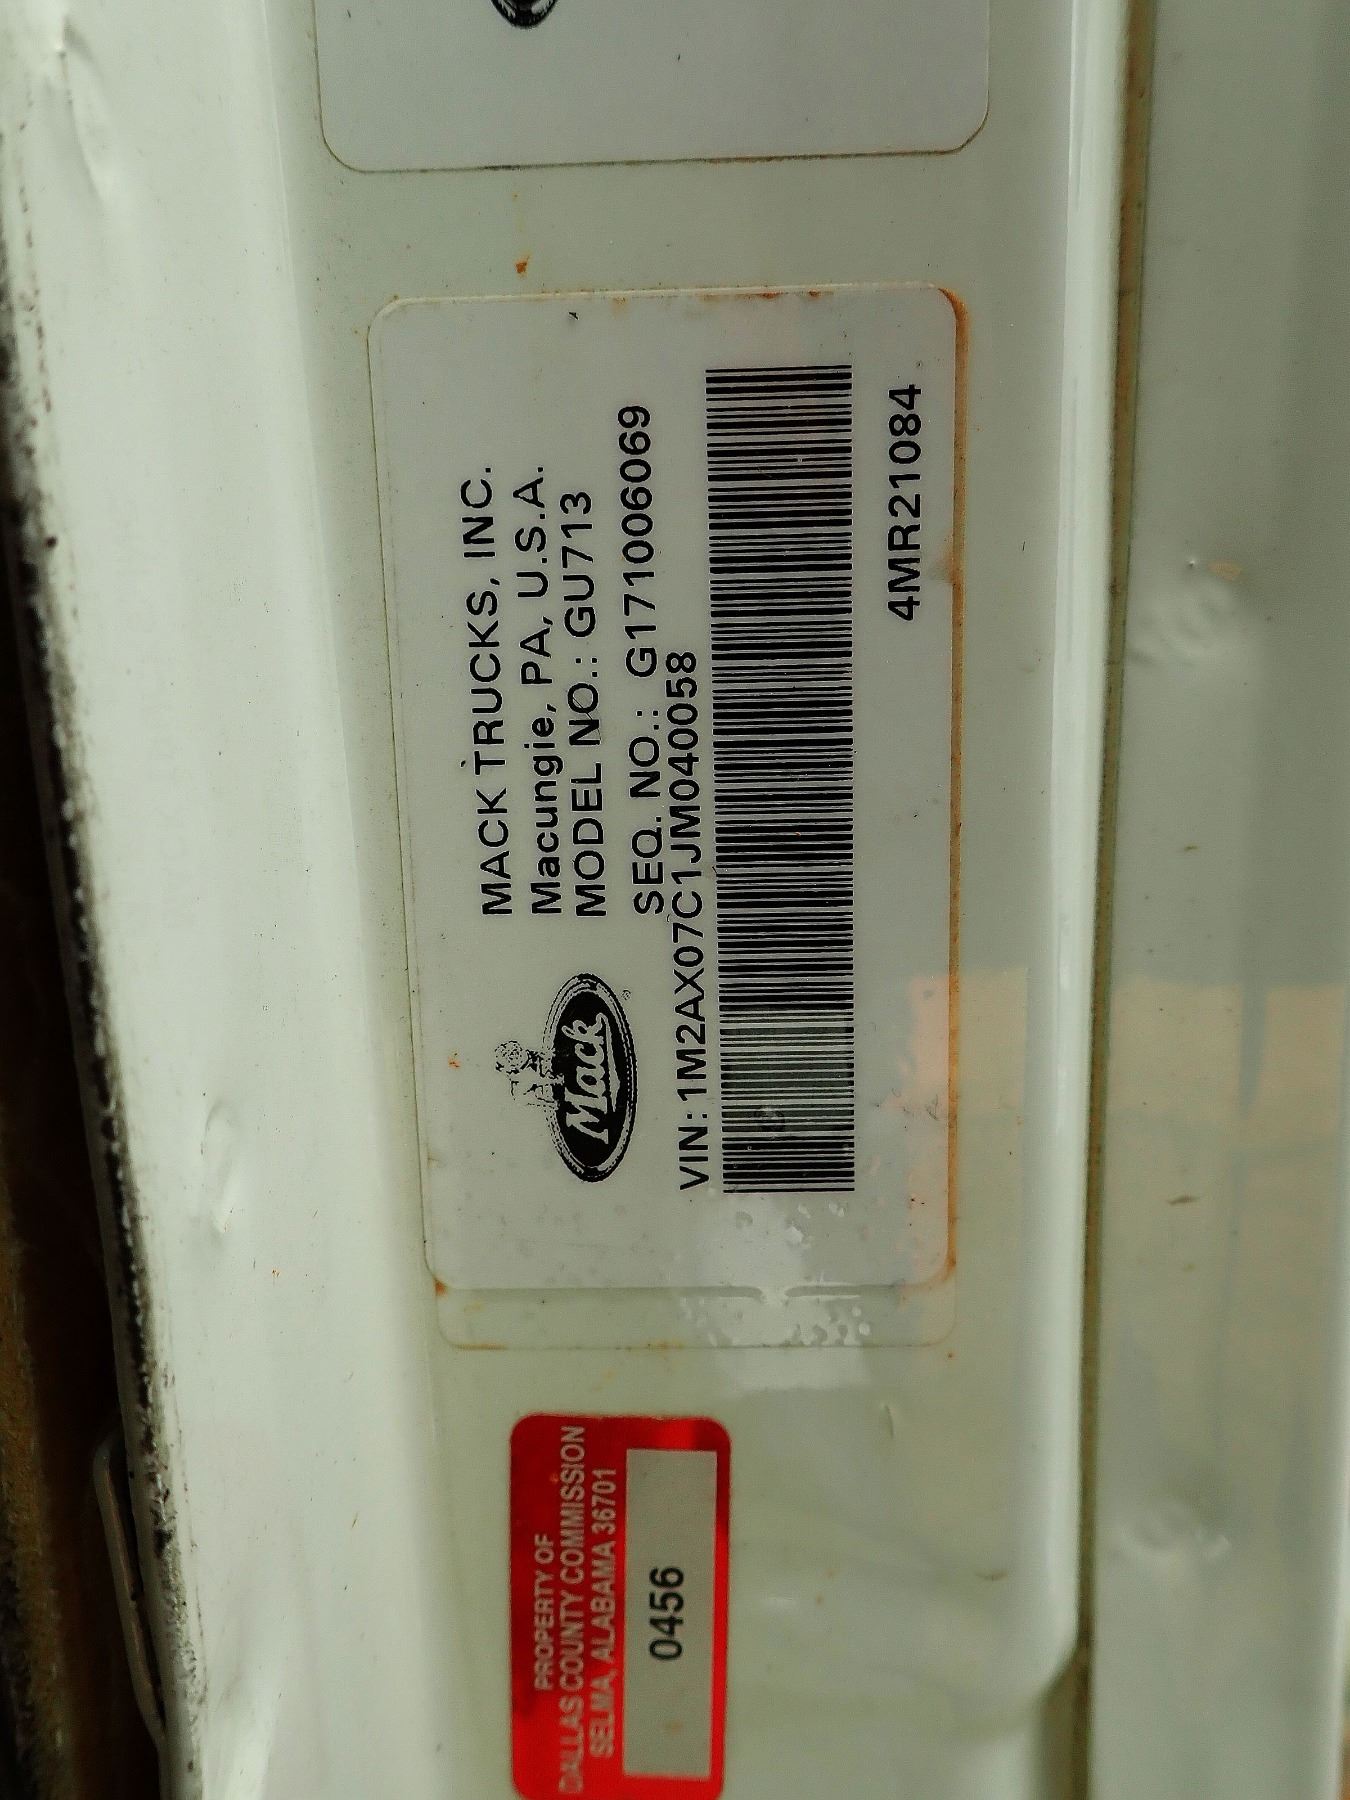 MACK TRUCKS, INC.
Macungie, PA, U.S.A.
MODEL NO.: GU713
SEQ. NO.: G171006069
Mack
®
VIN: 1M2AX07C1JM040058
4MR21084
PROPERTY OF
DALLAS COUNTY COMMISSION
SELMA, ALABAMA 36701
0456